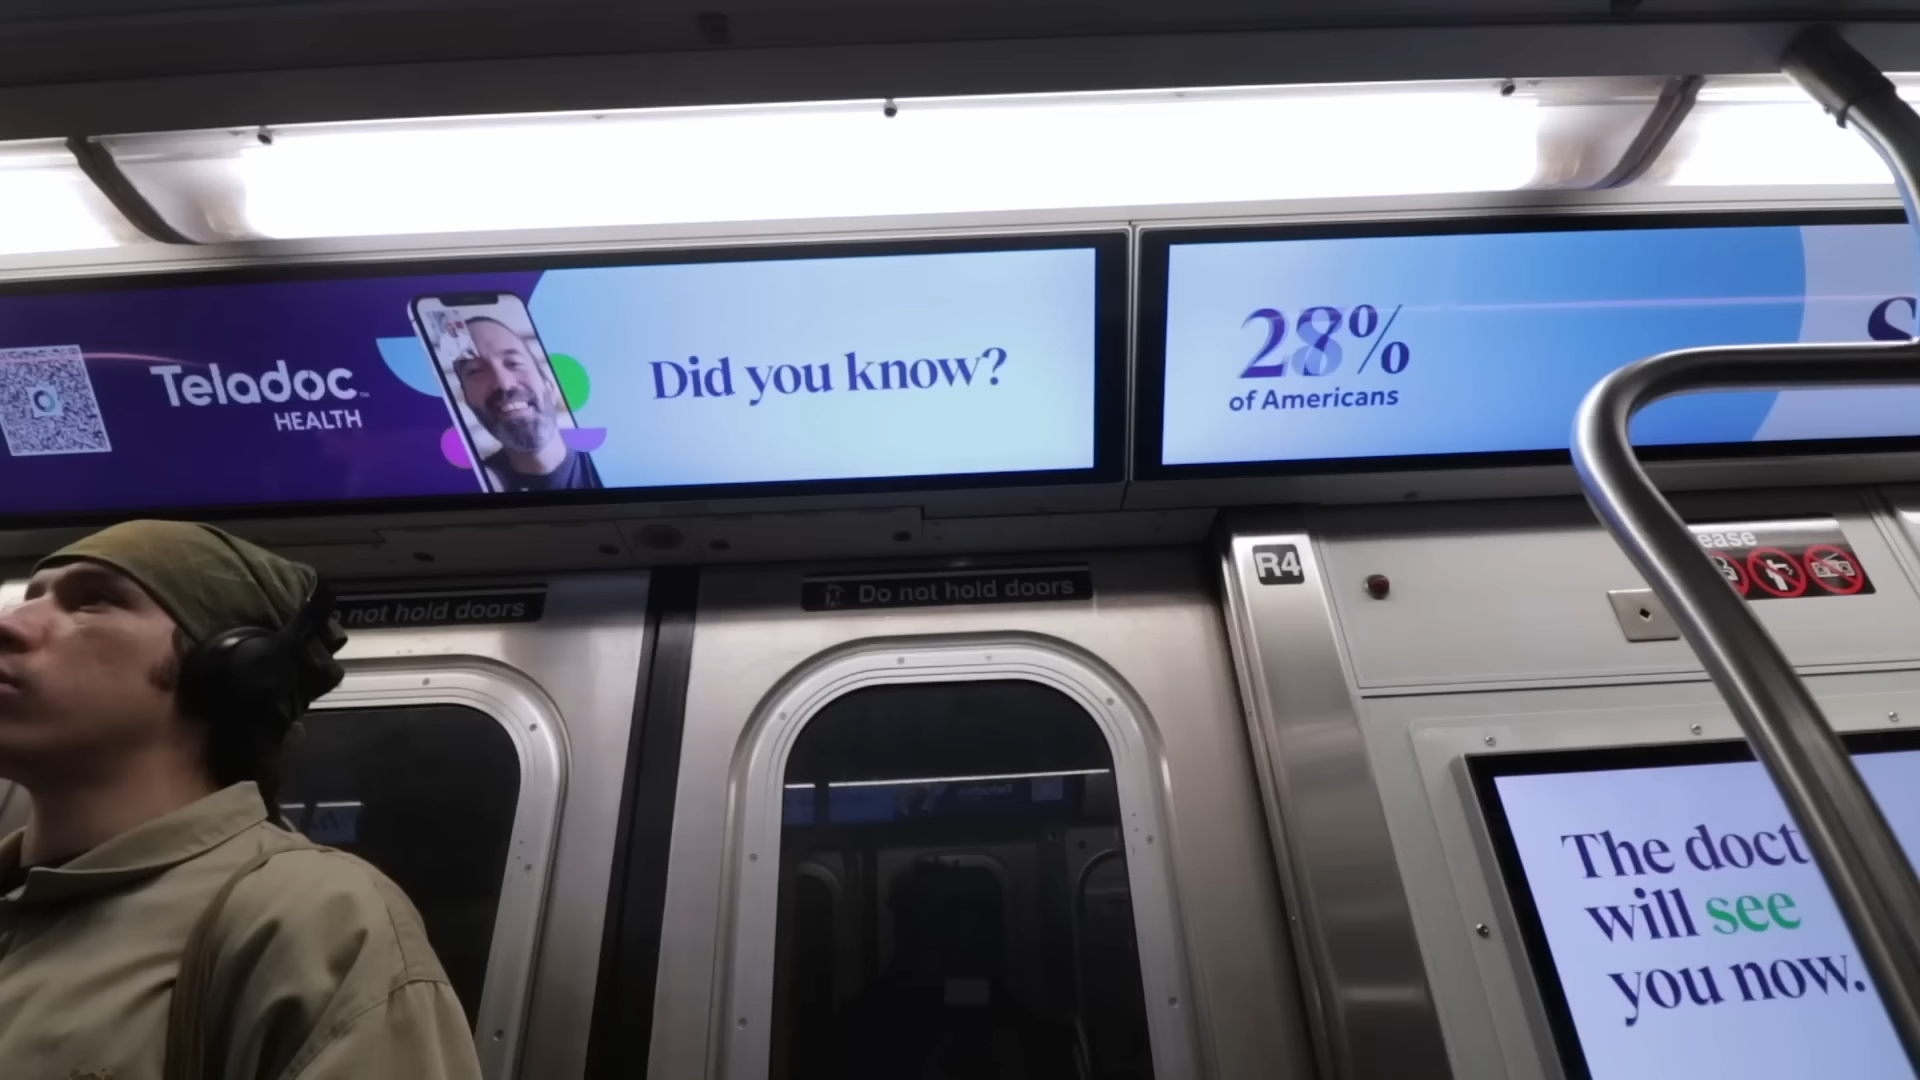 Teladoc
HEALTH
Did you know?
28%
of Americans
S
not hold doors
Do not hold doors
R4
ease
The doct
will see
you now.